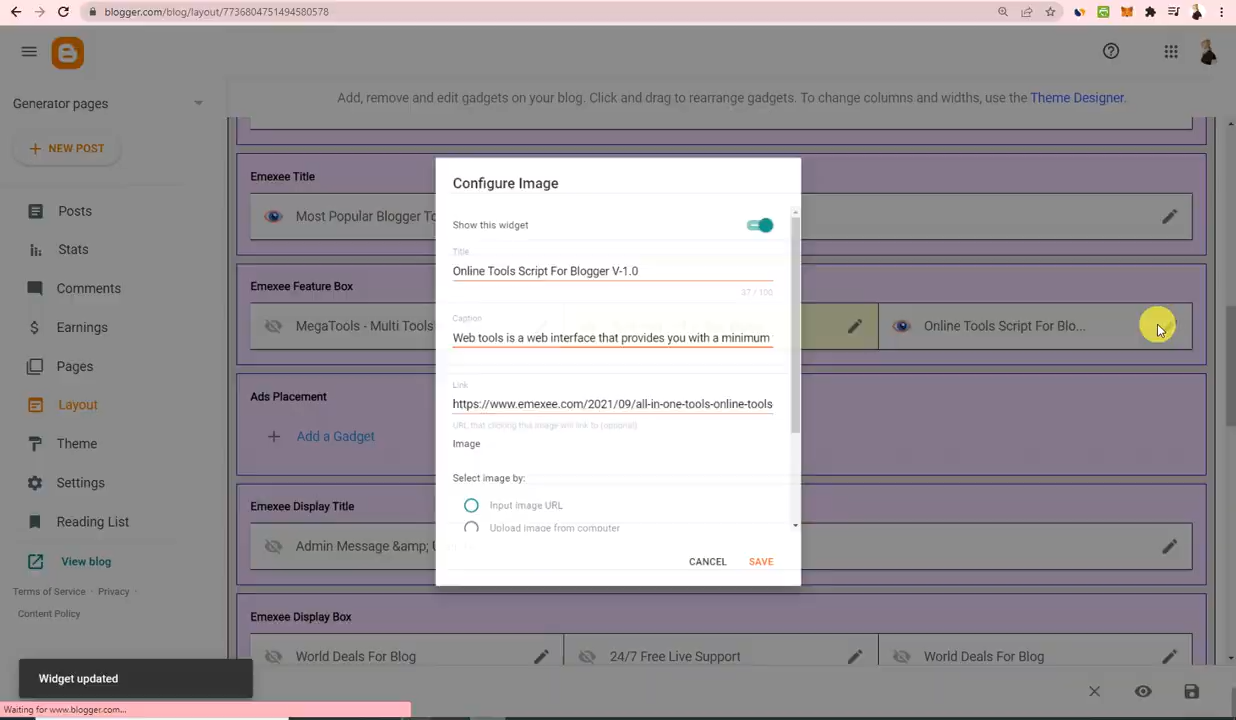 blogger.com/blog/layout/7736804751494580578
Generator pages
NEW POST
Posts
Stats
Comments
Earnings
Pages
Layout
Theme
Settings
Reading List
View blog
Terms of Service · Privacy ·
Content Policy
Add, remove and edit gadgets on your blog. Click and drag to rearrange gadgets. To change columns and widths, use the Theme Designer.
Emexee Title
Most Popular Blogger To
Emexee Feature Box
MegaTools - Multi Tools
Online Tools Script For Blo...
Ads Placement
Add a Gadget
Emexee Display Title
Admin Message &amp; U
Emexee Display Box
World Deals For Blog
24/7 Free Live Support
World Deals For Blog
Configure Image
Show this widget
Title
Online Tools Script For Blogger V-1.0
37 / 100
Caption
Web tools is a web interface that provides you with a minimum
Link
https://www.emexee.com/2021/09/all-in-one-tools-online-tools
URL that clicking this image will link to (optional)
Image
Select image by:
Input image URL
Upload image from computer
CANCEL
SAVE
Widget updated
Waiting for www.blogger.com...